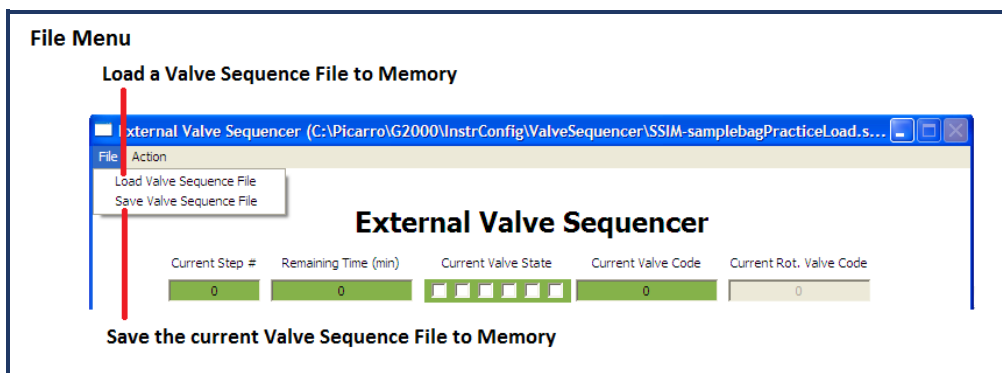 File Menu
Load a Valve Sequence File to Memory
External Valve Sequencer (C:\Picarro\G2000\InstrConfig\ValveSequencer\SSIM-samplebagPracticeLoad.s...
File Action
Load Valve Sequence File
Save Valve Sequence File
External Valve Sequencer
Current Step # Remaining Time (min) Current Valve State Current Valve Code Current Rot. Valve Code
0 0 0 0
Save the current Valve Sequence File to Memory